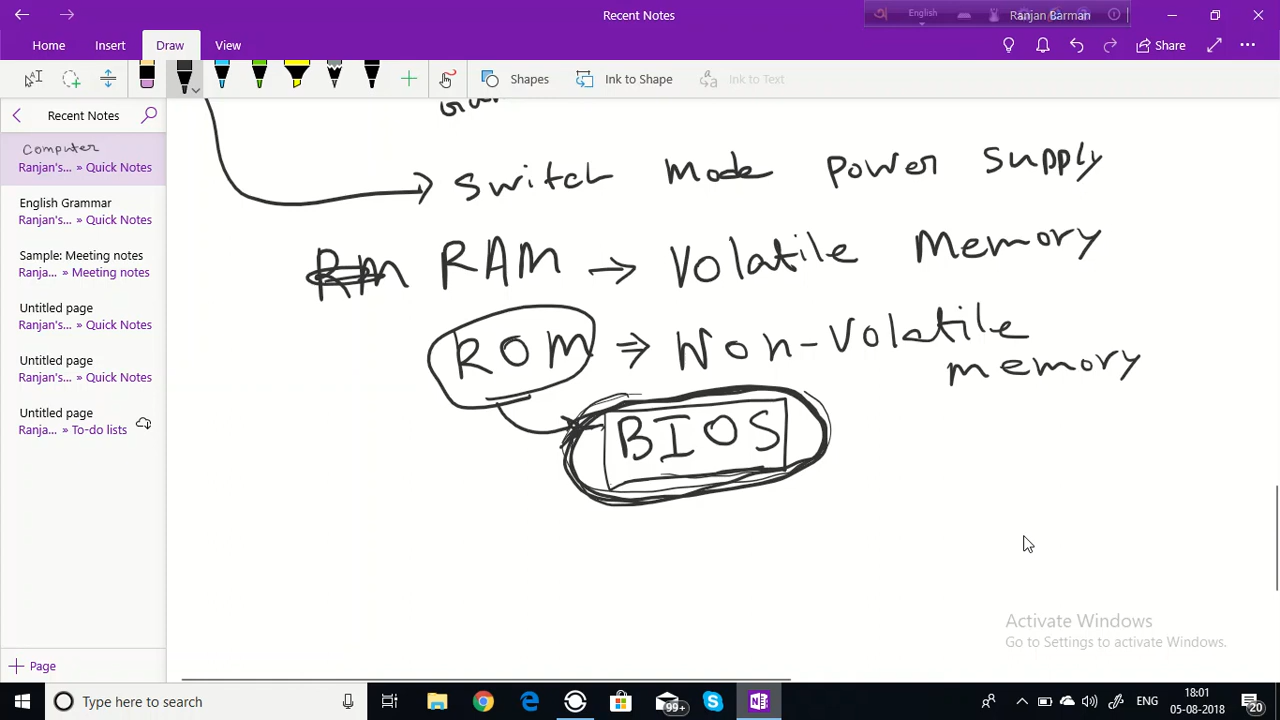 Recent Notes
Ranjan Barman
English
Home Insert Draw View
Share
Shapes
Ink to Shape
Ink to Text
Recent Notes
Computer
Ranjan's... » Quick Notes
English Grammar
Ranjan's... » Quick Notes
Sample: Meeting notes
Ranja... » Meeting notes
Untitled page
Ranjan's... » Quick Notes
Untitled page
Ranjan's... » Quick Notes
Untitled page
Ranja... » To-do lists
Page
Switch Mode Power Supply
RAM → Volatile Memory
ROM ⇒ Non-Volatile
memory
BIOS
Activate Windows
Go to Settings to activate Windows.
Type here to search
99+
ENG
18:01
05-08-2018
20